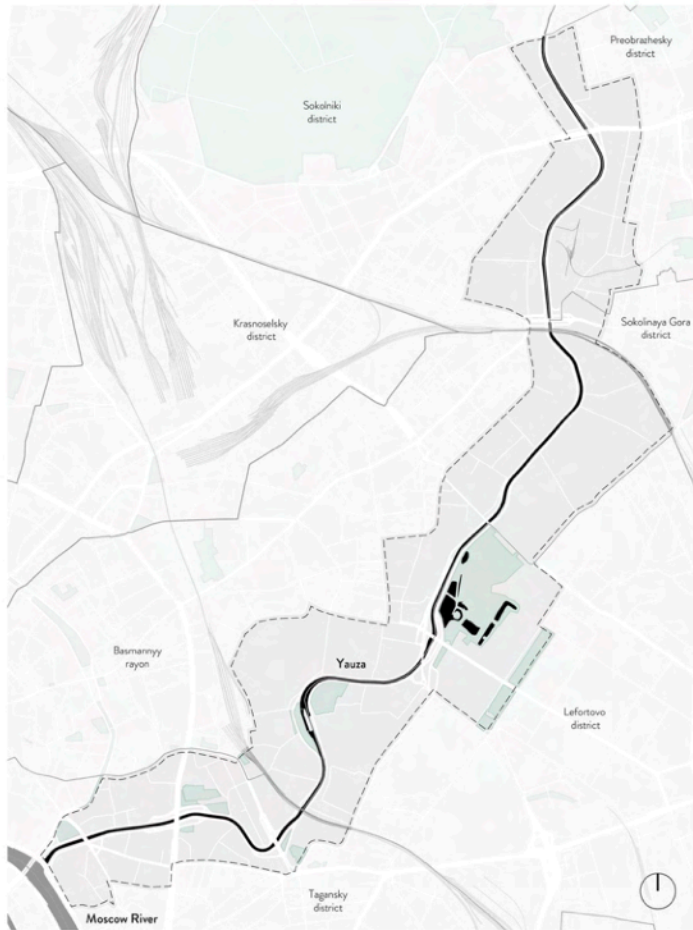 Preobrazhesky
district
Sokolniki
district
Krasnoselsky
district
Sokolinaya Gora
district
Basmannyy
rayon
Yauza
Lefortovo
district
Tagansky
district
Moscow River